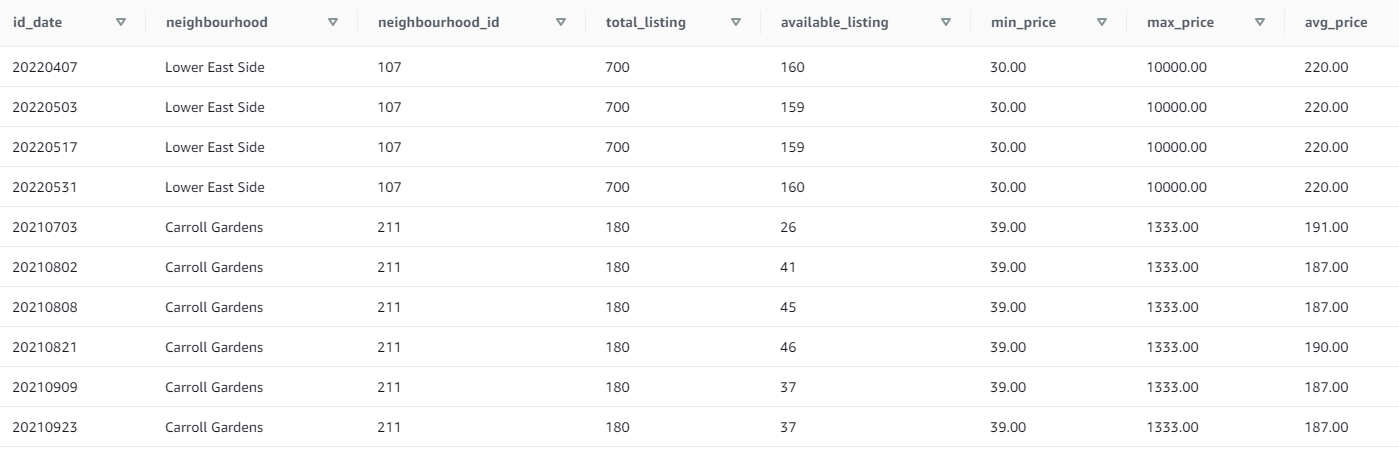 id_date neighbourhood neighbourhood_id total_listing available_listing min_price max_price avg_price
20220407 Lower East Side 107 700 160 30.00 10000.00 220.00
20220503 Lower East Side 107 700 159 30.00 10000.00 220.00
20220517 Lower East Side 107 700 159 30.00 10000.00 220.00
20220531 Lower East Side 107 700 160 30.00 10000.00 220.00
20210703 Carroll Gardens 211 180 26 39.00 1333.00 191.00
20210802 Carroll Gardens 211 180 41 39.00 1333.00 187.00
20210808 Carroll Gardens 211 180 45 39.00 1333.00 187.00
20210821 Carroll Gardens 211 180 46 39.00 1333.00 190.00
20210909 Carroll Gardens 211 180 37 39.00 1333.00 187.00
20210923 Carroll Gardens 211 180 37 39.00 1333.00 187.00